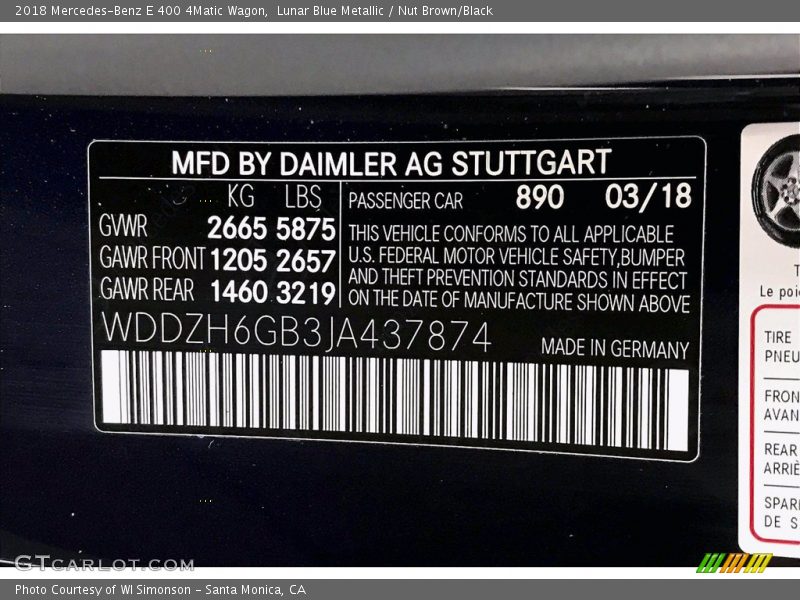 2018 Mercedes-Benz E 400 4Matic Wagon,  Lunar Blue Metallic / Nut Brown/Black
MFD BY DAIMLER AG STUTTGART
KG LBS
GVWR 2665 5875
GAWR FRONT 1205 2657
GAWR REAR 1460 3219
PASSENGER CAR 890 03/18
THIS VEHICLE CONFORMS TO ALL APPLICABLE
U.S. FEDERAL MOTOR VEHICLE SAFETY,BUMPER
AND THEFT PREVENTION STANDARDS IN EFFECT
ON THE DATE OF MANUFACTURE SHOWN ABOVE
WDDZH6GB3JA437874
MADE IN GERMANY
T
Le poi
TIRE
PNEU
FRON
AVAN
REAR
ARRIÈ
SPAR
DE S
GTCARLOT.COM
Photo Courtesy of WI Simonson - Santa Monica, CA